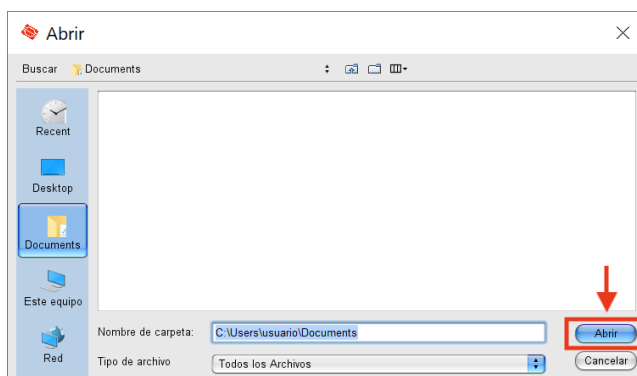 Abrir
Buscar Documents
Recent
Desktop
Documents
Este equipo
Red
Nombre de carpeta: C:\Users\usuario\Documents Abrir
Tipo de archivo Todos los Archivos Cancelar